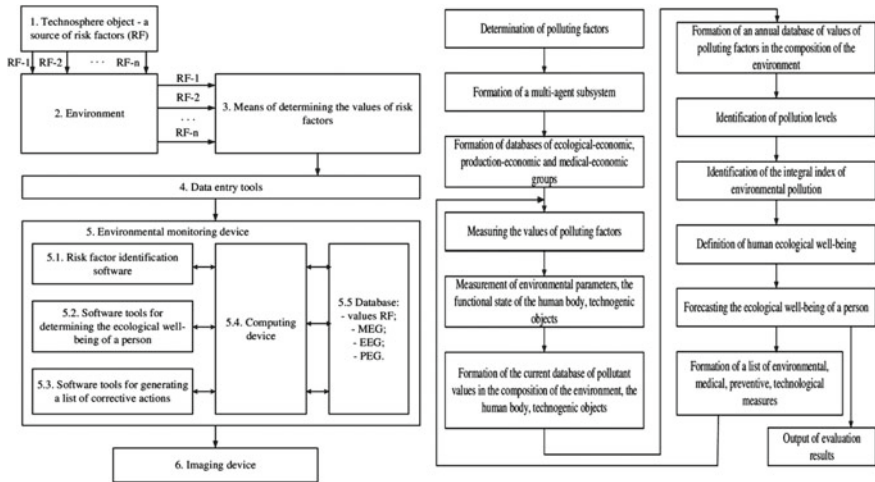 1. Technosphere object - a
source of risk factors (RF)
RF-1
RF-2
· · ·
RF-n
2. Environment
RF-1
RF-2
· · ·
RF-n
3. Means of determining the values of risk
factors
4. Data entry tools
5. Environmental monitoring device
5.1. Risk factor identification
software
5.2. Software tools for
determining the ecological well-
being of a person
5.3. Software tools for generating
a list of corrective actions
5.4. Computing
device
5.5 Database:
- values RF;
- MEG;
- EEG;
- PEG.
6. Imaging device
Determination of polluting factors
Formation of a multi-agent subsystem
Formation of databases of ecological-economic,
production-economic and medical-economic
groups
Measuring the values of polluting factors
Measurement of environmental parameters, the
functional state of the human body, technogenic
objects
Formation of the current database of pollutant
values in the composition of the environment, the
human body, technogenic objects
Formation of an annual database of values of
polluting factors in the composition of the
environment
Identification of pollution levels
Identification of the integral index of
environmental pollution
Definition of human ecological well-being
Forecasting the ecological well-being of a person
Formation of a list of environmental,
medical, preventive, technological
measures
Output of evaluation
results